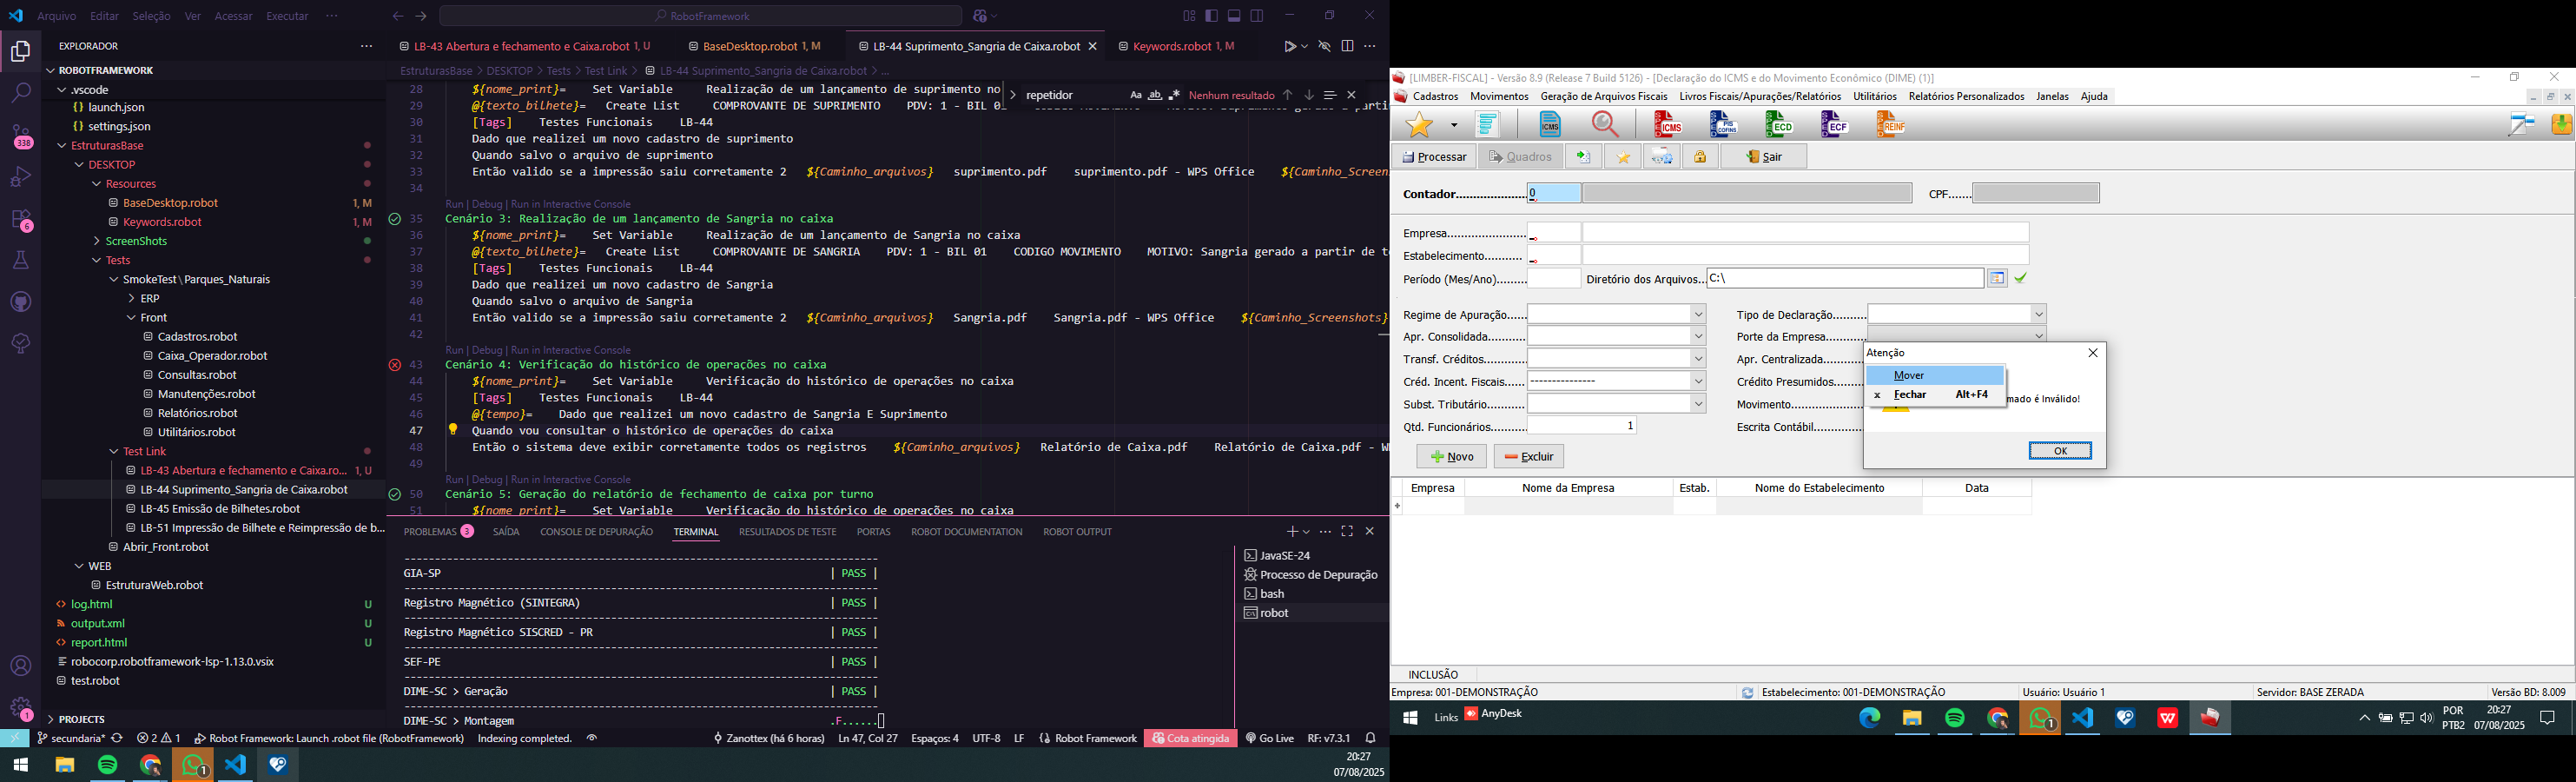 Arquivo Editar Seleção Ver Acessar Executar ···
RobotFramework
EXPLORADOR
ROBOTFRAMEWORK
.vscode
launch.json
settings.json
EstruturasBase
DESKTOP
Resources
BaseDesktop.robot 1, M
Keywords.robot 1, M
ScreenShots
Tests
SmokeTest\Parques_Naturais
ERP
Front
Cadastros.robot
Caixa_Operador.robot
Consultas.robot
Manutenções.robot
Relatórios.robot
Utilitários.robot
Test Link
LB-43 Abertura e fechamento e Caixa.ro... 1, U
LB-44 Suprimento_Sangria de Caixa.robot
LB-45 Emissão de Bilhetes.robot
LB-51 Impressão de Bilhete e Reimpressão de b...
Abrir_Front.robot
WEB
EstruturaWeb.robot
log.html U
output.xml U
report.html U
robocorp.robotframework-lsp-1.13.0.vsix
test.robot
PROJECTS
338
6
1
LB-43 Abertura e fechamento e Caixa.robot 1, U
BaseDesktop.robot 1, M
LB-44 Suprimento_Sangria de Caixa.robot
Keywords.robot 1, M
EstruturasBase > DESKTOP > Tests > Test Link > LB-44 Suprimento_Sangria de Caixa.robot > ...
repetidor Aa ab Nenhum resultado
28 ${nome_print}= Set Variable Realização de um lançamento de suprimento no
29 @{texto_bilhete}= Create List COMPROVANTE DE SUPRIMENTO PDV: 1 - BIL 01
30 [Tags] Testes Funcionais LB-44
31 Dado que realizei um novo cadastro de suprimento
32 Quando salvo o arquivo de suprimento
33 Então valido se a impressão saiu corretamente 2 ${Caminho_arquivos} suprimento.pdf suprimento.pdf - WPS Office ${Caminho_Screen
34
Run | Debug | Run in Interactive Console
35 Cenário 3: Realização de um lançamento de Sangria no caixa
36 ${nome_print}= Set Variable Realização de um lançamento de Sangria no caixa
37 @{texto_bilhete}= Create List COMPROVANTE DE SANGRIA PDV: 1 - BIL 01 CODIGO MOVIMENTO MOTIVO: Sangria gerado a partir de t
38 [Tags] Testes Funcionais LB-44
39 Dado que realizei um novo cadastro de Sangria
40 Quando salvo o arquivo de Sangria
41 Então valido se a impressão saiu corretamente 2 ${Caminho_arquivos} Sangria.pdf Sangria.pdf - WPS Office ${Caminho_Screenshots}
42
Run | Debug | Run in Interactive Console
43 Cenário 4: Verificação do histórico de operações no caixa
44 ${nome_print}= Set Variable Verificação do histórico de operações no caixa
45 [Tags] Testes Funcionais LB-44
46 @{tempo}= Dado que realizei um novo cadastro de Sangria E Suprimento
47 Quando vou consultar o histórico de operações do caixa
48 Então o sistema deve exibir corretamente todos os registros ${Caminho_arquivos} Relatório de Caixa.pdf Relatório de Caixa.pdf - W
49
Run | Debug | Run in Interactive Console
50 Cenário 5: Geração do relatório de fechamento de caixa por turno
51 ${nome_print}= Set Variable Verificação do histórico de operações no caixa
PROBLEMAS 3 SAÍDA CONSOLE DE DEPURAÇÃO TERMINAL RESULTADOS DE TESTE PORTAS ROBOT DOCUMENTATION ROBOT OUTPUT
GIA-SP | PASS |
Registro Magnético (SINTEGRA) | PASS |
Registro Magnético SISCRED - PR | PASS |
SEF-PE | PASS |
DIME-SC > Geração | PASS |
DIME-SC > Montagem .F......
JavaSE-24
Processo de Depuração
bash
robot
secundaria* 2 1 Robot Framework: Launch .robot file (RobotFramework) Indexing completed. Zanottex (há 6 horas) Ln 47, Col 27 Espaços: 4 UTF-8 LF Robot Framework Cota atingida Go Live RF: v7.3.1
1
20:27
07/08/2025
[LIMBER-FISCAL] - Versão 8.9 (Release 7 Build 5126) - [Declaração do ICMS e do Movimento Econômico (DIME) (1)]
Cadastros Movimentos Geração de Arquivos Fiscais Livros Fiscais/Apurações/Relatórios Utilitários Relatórios Personalizados Janelas Ajuda
ICMS ICMS PIS COFINS ECD ECF REINF
Processar Quadros Sair
Contador 0 CPF
Empresa
Estabelecimento
Período (Mes/Ano) Diretório dos Arquivos... C:\
Regime de Apuração Tipo de Declaração
Apr. Consolidada Porte da Empresa
Transf. Créditos Apr. Centralizada
Créd. Incent. Fiscais --------------- Crédito Presumidos
Subst. Tributário Movimento
Qtd. Funcionários 1 Escrita Contábil
Novo Excluir
Atenção
Mover
x Fechar Alt+F4
mado é Inválido!
OK
Empresa Nome da Empresa Estab. Nome do Estabelecimento Data
INCLUSÃO
Empresa: 001-DEMONSTRAÇÃO Estabelecimento: 001-DEMONSTRAÇÃO Usuário: Usuário 1 Servidor: BASE ZERADA Versão BD: 8.009
Links AnyDesk
1
POR
PTB2
20:27
07/08/2025